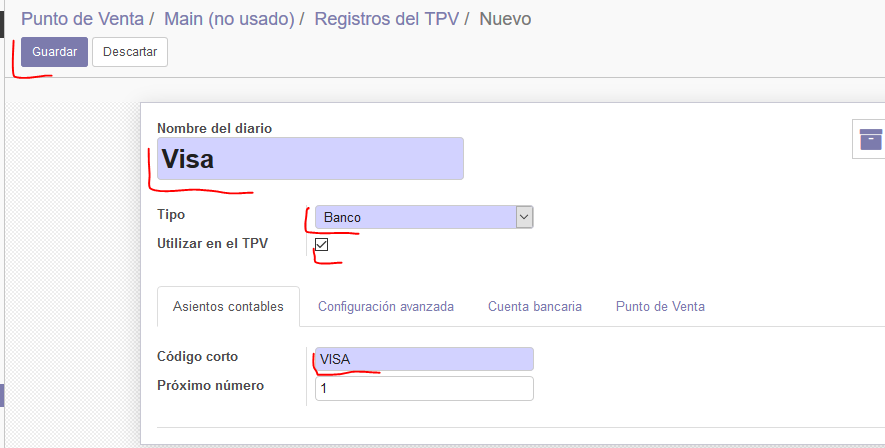 Punto de Venta / Main (no usado) / Registros del TPV / Nuevo
Guardar Descartar
Nombre del diario
Visa
Tipo Banco
Utilizar en el TPV
Asientos contables Configuración avanzada Cuenta bancaria Punto de Venta
Código corto VISA
Próximo número 1